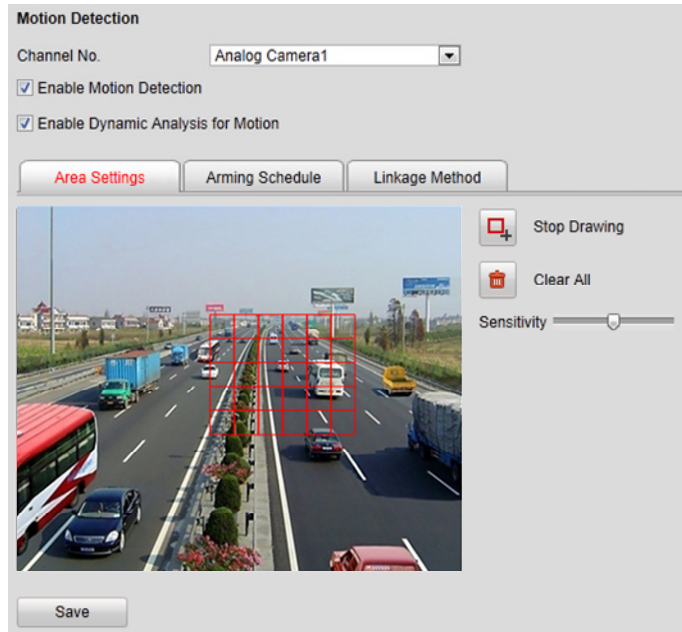 Motion Detection
Channel No. Analog Camera1
Enable Motion Detection
Enable Dynamic Analysis for Motion
Area Settings Arming Schedule Linkage Method
Stop Drawing
Clear All
Sensitivity
Save